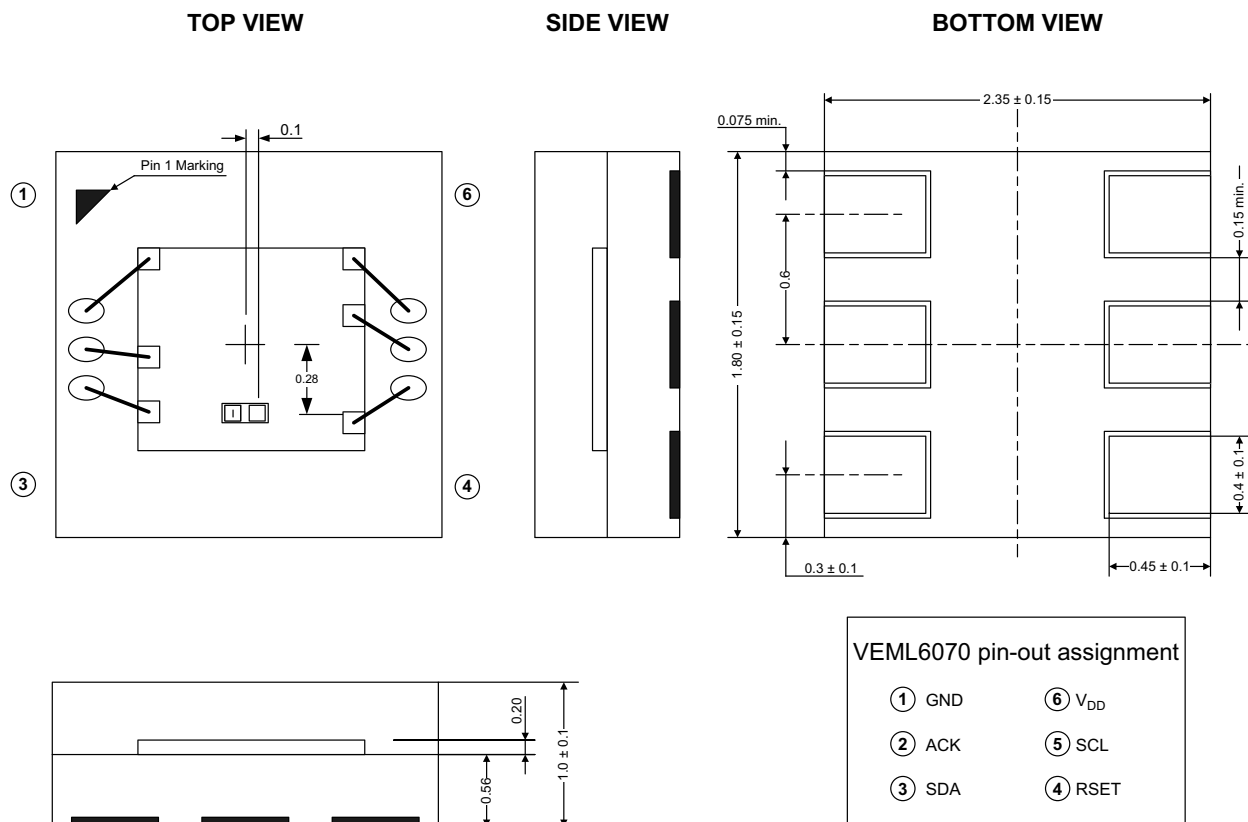 TOP VIEW
SIDE VIEW
BOTTOM VIEW
0.1
Pin 1 Marking
1
6
3
4
0.28
2.35 ± 0.15
0.075 min.
0.6
1.80 ± 0.15
0.15 min.
0.4 ± 0.1
0.3 ± 0.1
0.45 ± 0.1
0.20
0.56
1.0 ± 0.1
VEML6070 pin-out assignment
1 GND
6 VDD
2 ACK
5 SCL
3 SDA
4 RSET